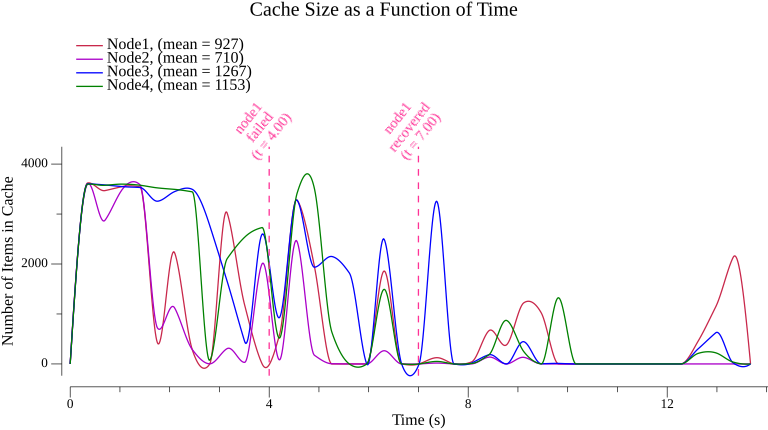 Cache Size as a Function of Time
Node1, (mean = 927)
Node2, (mean = 710)
Node3, (mean = 1267)
Node4, (mean = 1153)
node1
failed
(t = 4.00)
node1
recovered
(t = 7.00)
Number of Items in Cache
4000
2000
0
0
4
8
12
Time (s)